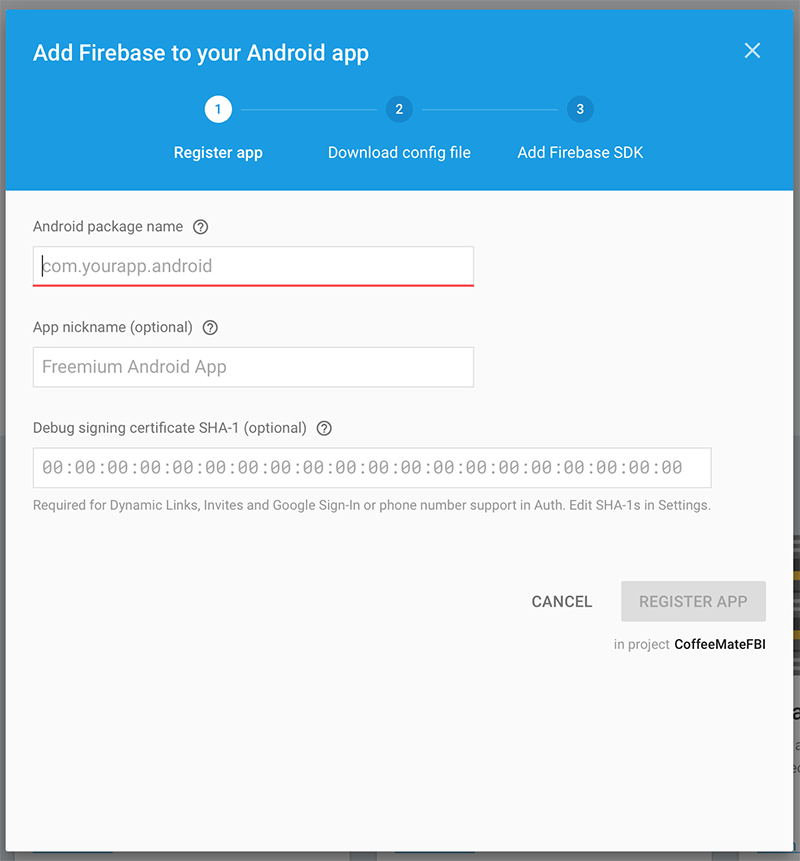 Add Firebase to your Android app
1 2 3
Register app Download config file Add Firebase SDK
Android package name ?
com.yourapp.android
App nickname (optional) ?
Freemium Android App
Debug signing certificate SHA-1 (optional) ?
00:00:00:00:00:00:00:00:00:00:00:00:00:00:00:00:00:00:00:00
Required for Dynamic Links, Invites and Google Sign-In or phone number support in Auth. Edit SHA-1s in Settings.
CANCEL REGISTER APP
in project CoffeeMateFBI